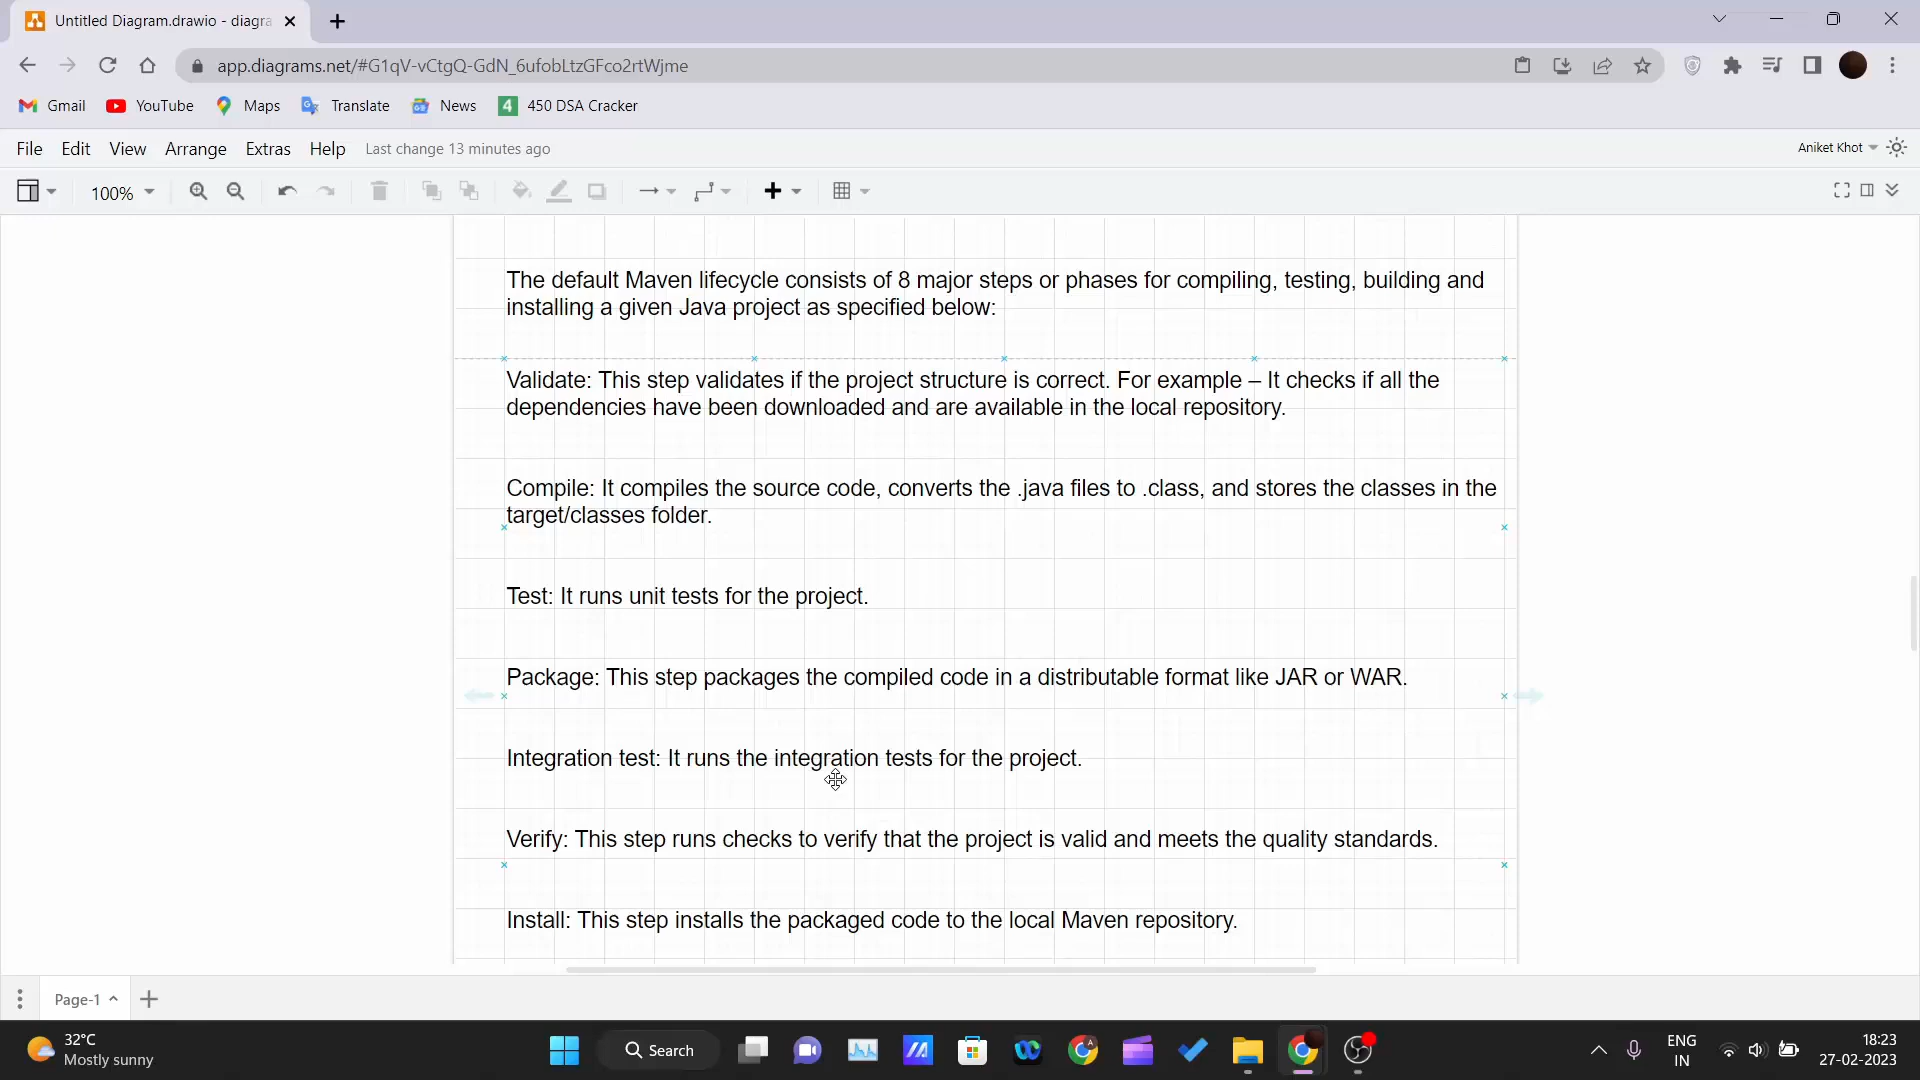 Untitled Diagram.drawio - diagra
app.diagrams.net/#G1qV-vCtgQ-GdN_6ufobLtzGFco2rtWjme
Gmail YouTube Maps Translate News 4 450 DSA Cracker
File Edit View Arrange Extras Help Last change 13 minutes ago Aniket Khot
100%
The default Maven lifecycle consists of 8 major steps or phases for compiling, testing, building and
installing a given Java project as specified below:
Validate: This step validates if the project structure is correct. For example – It checks if all the
dependencies have been downloaded and are available in the local repository.
Compile: It compiles the source code, converts the .java files to .class, and stores the classes in the
target/classes folder.
Test: It runs unit tests for the project.
Package: This step packages the compiled code in a distributable format like JAR or WAR.
Integration test: It runs the integration tests for the project.
Verify: This step runs checks to verify that the project is valid and meets the quality standards.
Install: This step installs the packaged code to the local Maven repository.
Page-1
32°C
Mostly sunny
Search
ENG
IN
18:23
27-02-2023